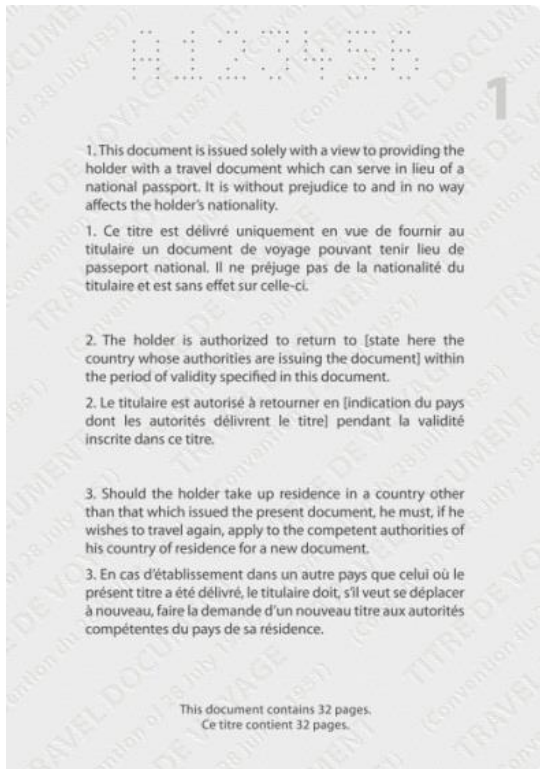 A123456
1
1. This document is issued solely with a view to providing the
holder with a travel document which can serve in lieu of a
national passport. It is without prejudice to and in no way
affects the holder's nationality.
1. Ce titre est délivré uniquement en vue de fournir au
titulaire un document de voyage pouvant tenir lieu de
passeport national. Il ne préjuge pas de la nationalité du
titulaire et est sans effet sur celle-ci.
2. The holder is authorized to return to [state here the
country whose authorities are issuing the document] within
the period of validity specified in this document.
2. Le titulaire est autorisé à retourner en [indication du pays
dont les autorités délivrent le titre] pendant la validité
inscrite dans ce titre.
3. Should the holder take up residence in a country other
than that which issued the present document, he must, if he
wishes to travel again, apply to the competent authorities of
his country of residence for a new document.
3. En cas d'établissement dans un autre pays que celui où le
présent titre a été délivré, le titulaire doit, s'il veut se déplacer
à nouveau, faire la demande d'un nouveau titre aux autorités
compétentes du pays de sa résidence.
This document contains 32 pages.
Ce titre contient 32 pages.